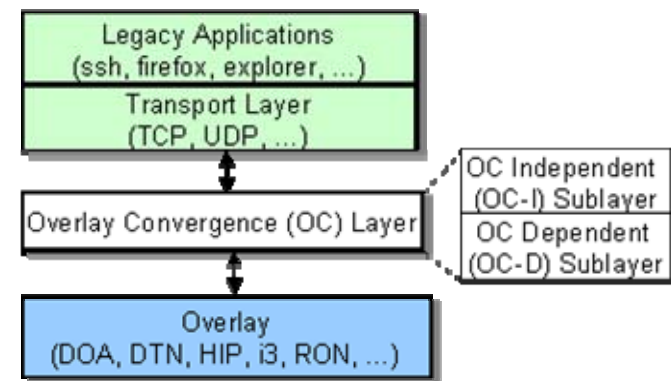 Legacy Applications
(ssh, firefox, explorer, ...)
Transport Layer
(TCP, UDP, ...)
Overlay Convergence (OC) Layer
OC Independent
(OC-I) Sublayer
OC Dependent
(OC-D) Sublayer
Overlay
(DOA, DTN, HIP, i3, RON, ...)